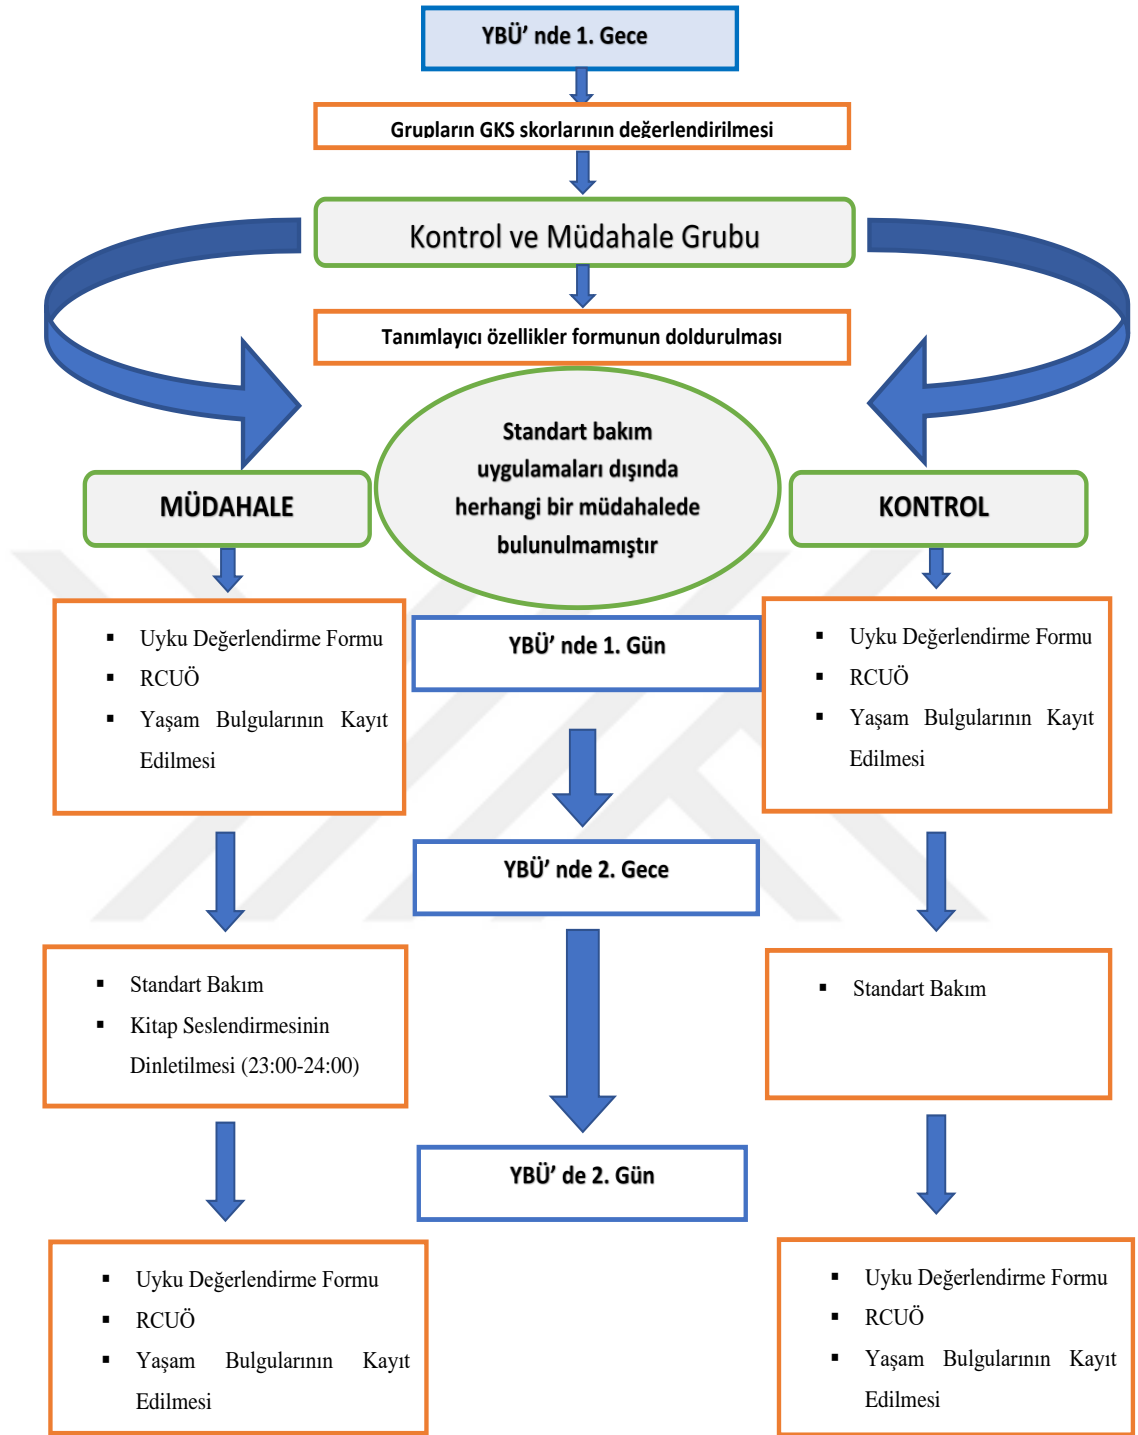 YBÜ’ nde 1. Gece
Grupların GKS skorlarının değerlendirilmesi
Kontrol ve Müdahale Grubu
Tanımlayıcı özellikler formunun doldurulması
Standart bakım
uygulamaları dışında
herhangi bir müdahalede
bulunulmamıştır
MÜDAHALE
KONTROL
▪ Uyku Değerlendirme Formu
▪ RCUÖ
▪ Yaşam Bulgularının Kayıt
Edilmesi
YBÜ’ nde 1. Gün
▪ Uyku Değerlendirme Formu
▪ RCUÖ
▪ Yaşam Bulgularının Kayıt
Edilmesi
YBÜ’ nde 2. Gece
▪ Standart Bakım
▪ Kitap Seslendirmesinin
Dinletilmesi (23:00-24:00)
▪ Standart Bakım
YBÜ’ de 2. Gün
▪ Uyku Değerlendirme Formu
▪ RCUÖ
▪ Yaşam Bulgularının Kayıt
Edilmesi
▪ Uyku Değerlendirme Formu
▪ RCUÖ
▪ Yaşam Bulgularının Kayıt
Edilmesi